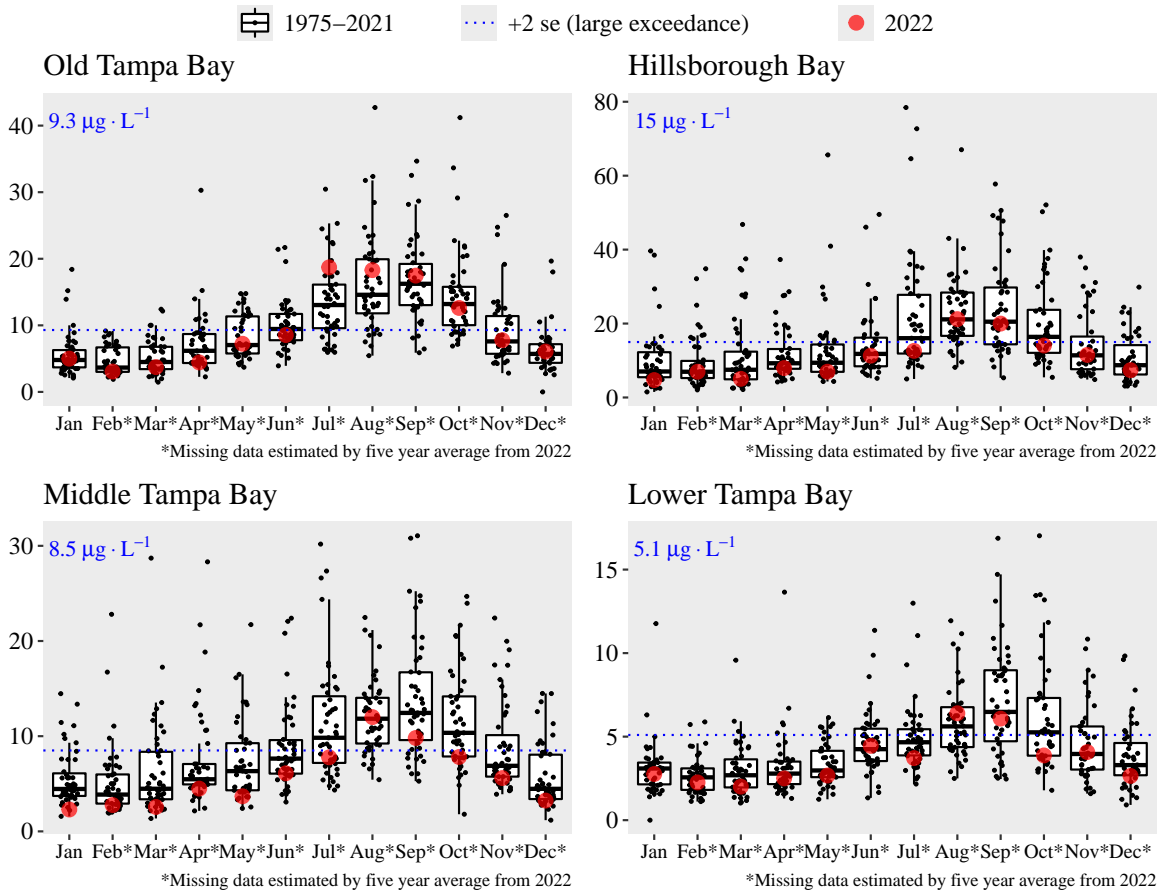 1975–2021 +2 se (large exceedance) 2022
Old Tampa Bay
9.3 μg · L⁻¹
40
30
20
10
0
Jan Feb* Mar* Apr* May* Jun* Jul* Aug* Sep* Oct* Nov* Dec*
*Missing data estimated by five year average from 2022
Hillsborough Bay
15 μg · L⁻¹
80
60
40
20
0
Jan Feb* Mar* Apr* May* Jun* Jul* Aug* Sep* Oct* Nov* Dec*
*Missing data estimated by five year average from 2022
Middle Tampa Bay
8.5 μg · L⁻¹
30
20
10
0
Jan Feb* Mar* Apr* May* Jun* Jul* Aug* Sep* Oct* Nov* Dec*
*Missing data estimated by five year average from 2022
Lower Tampa Bay
5.1 μg · L⁻¹
15
10
5
0
Jan Feb* Mar* Apr* May* Jun* Jul* Aug* Sep* Oct* Nov* Dec*
*Missing data estimated by five year average from 2022